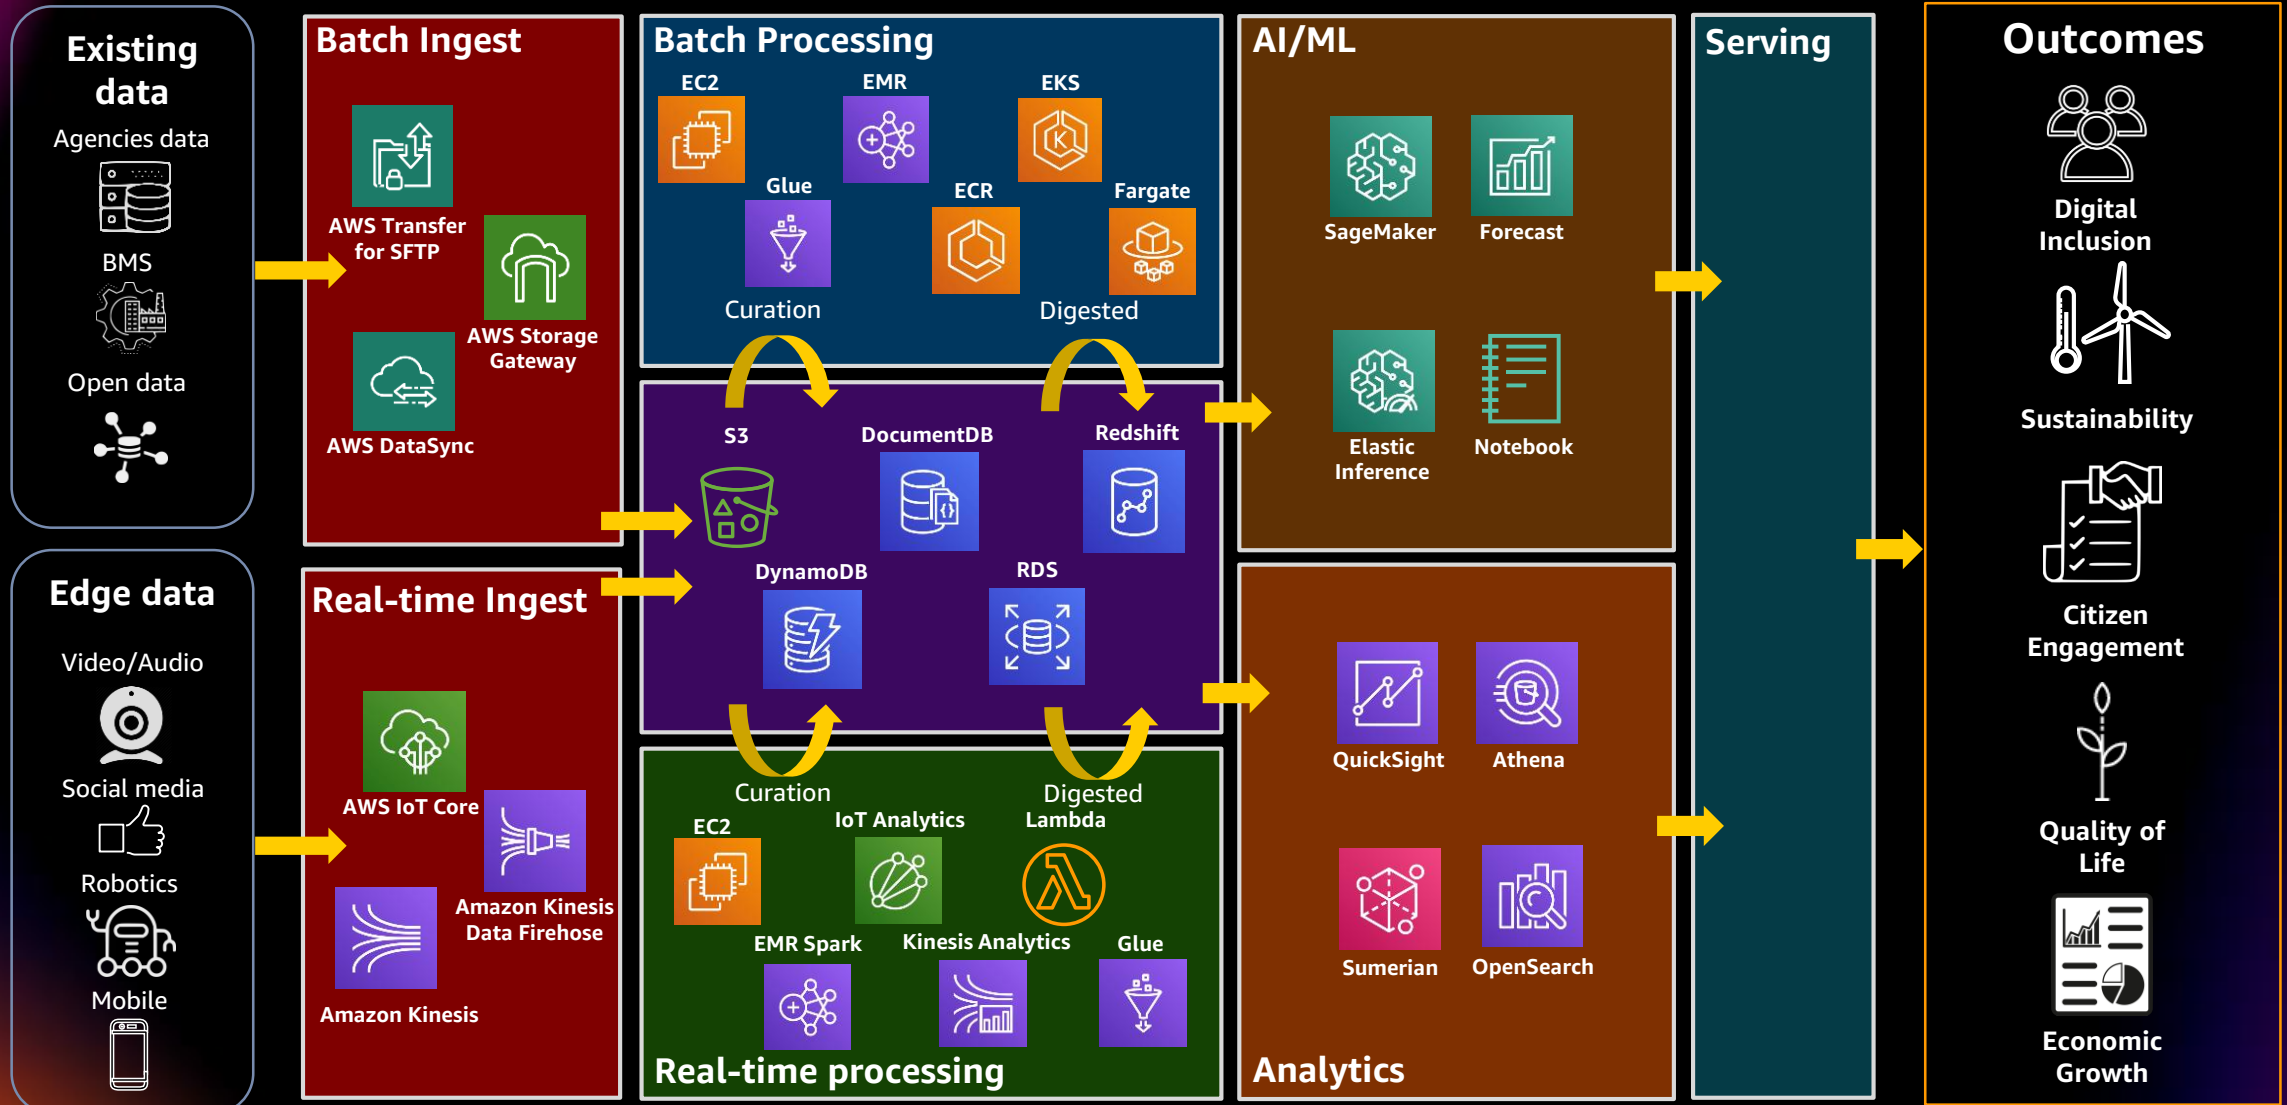 Existing
data
Agencies data
BMS
Open data
Edge data
Video/Audio
Social media
Robotics
Mobile
Batch Ingest
AWS Transfer
for SFTP
AWS Storage
Gateway
AWS DataSync
Real-time Ingest
AWS IoT Core
Amazon Kinesis
Data Firehose
Amazon Kinesis
Batch Processing
EC2
EMR
EKS
Glue
ECR
Fargate
Curation
Digested
S3
DocumentDB
Redshift
DynamoDB
RDS
Curation
Digested
EC2
IoT Analytics
Lambda
EMR Spark
Kinesis Analytics
Glue
Real-time processing
AI/ML
SageMaker
Forecast
Elastic
Inference
Notebook
QuickSight
Athena
Sumerian
OpenSearch
Analytics
Serving
Outcomes
Digital
Inclusion
Sustainability
Citizen
Engagement
Quality of
Life
Economic
Growth